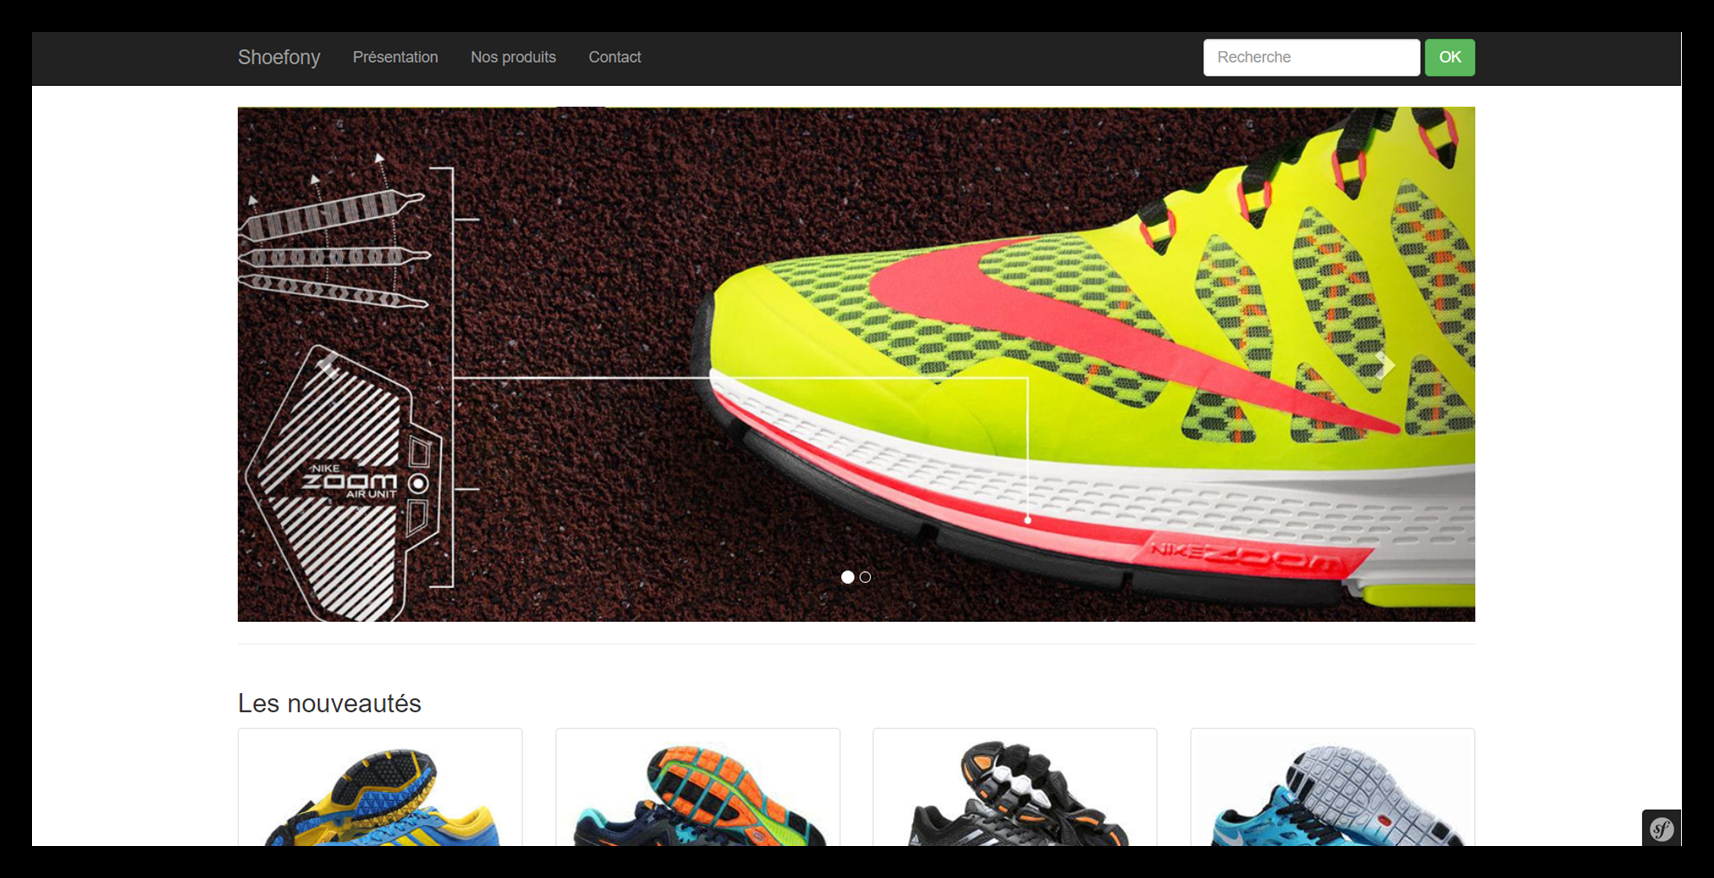 Shoefony Présentation Nos produits Contact Recherche OK
NIKE
ZOOM
AIR UNIT
NIKE ZOOM
Les nouveautés
sf